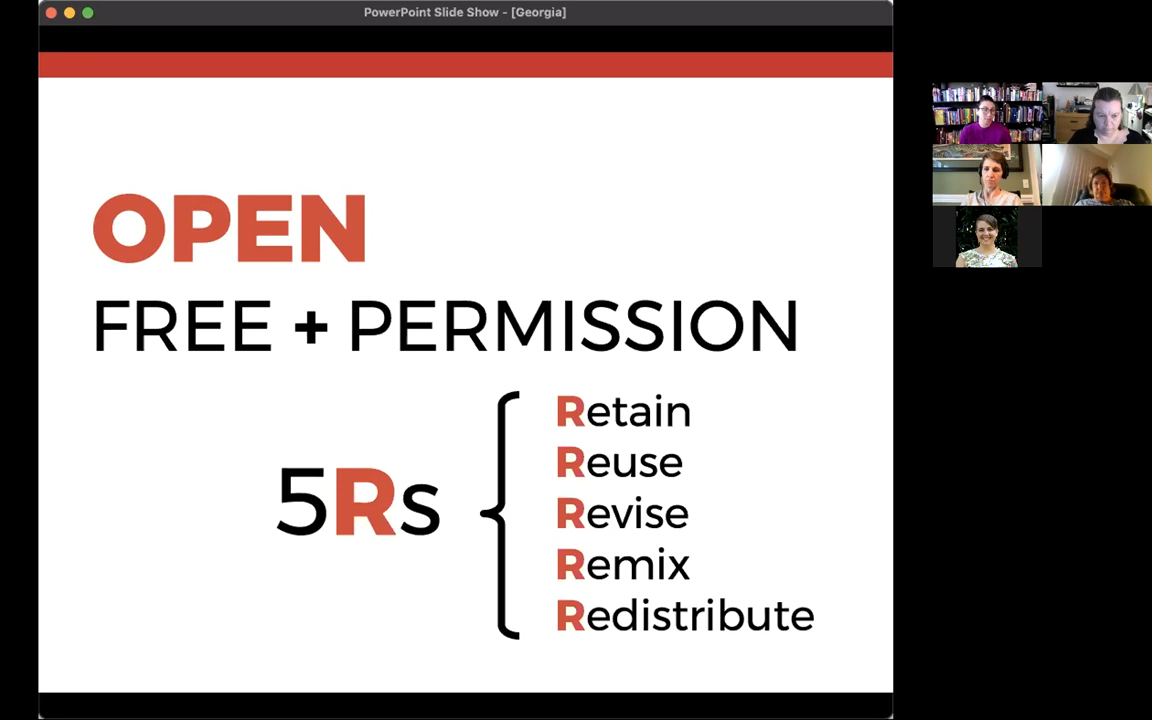 PowerPoint Slide Show - [Georgia]
OPEN
FREE + PERMISSION
5Rs
Retain
Reuse
Revise
Remix
Redistribute